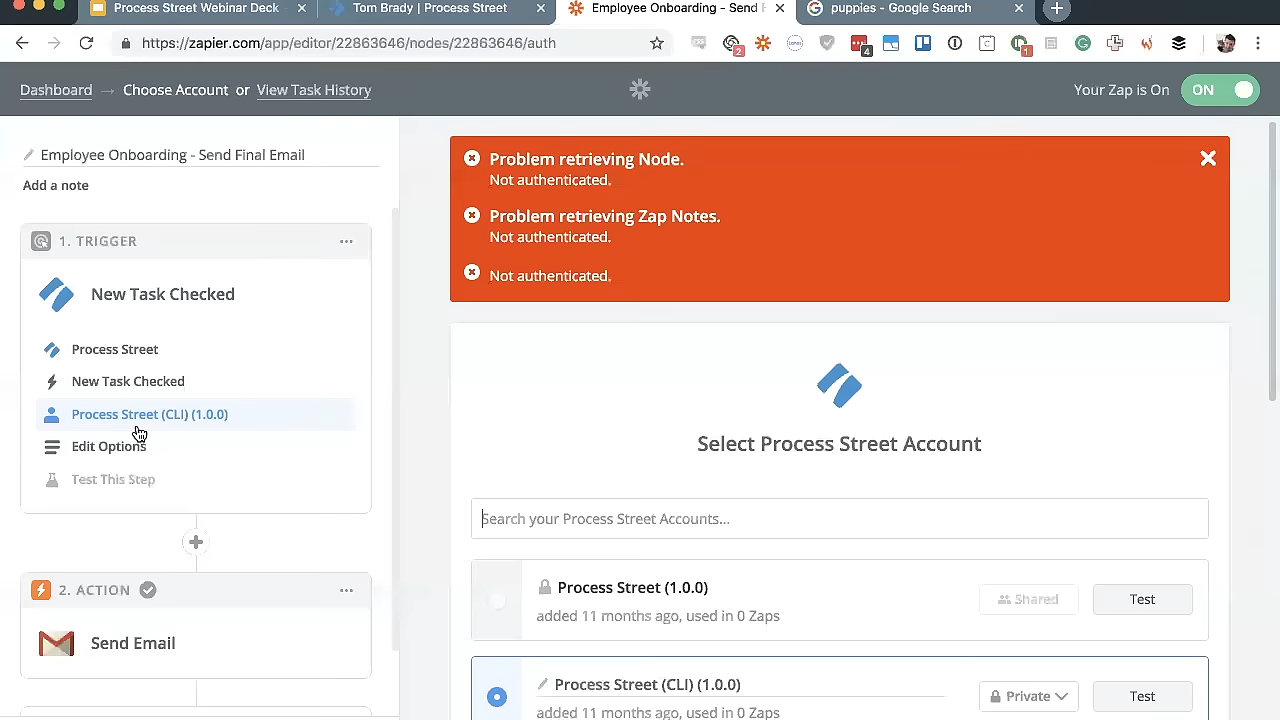 Process Street Webinar Deck
Tom Brady | Process Street
Employee Onboarding - Send F
puppies - Google Search
https://zapier.com/app/editor/22863646/nodes/22863646/auth
2
4
1
Dashboard → Choose Account or View Task History
Your Zap is On
ON
Employee Onboarding - Send Final Email
Add a note
1. TRIGGER
New Task Checked
Process Street
New Task Checked
Process Street (CLI) (1.0.0)
Edit Options
Test This Step
2. ACTION
Send Email
Problem retrieving Node.
Not authenticated.
Problem retrieving Zap Notes.
Not authenticated.
Not authenticated.
Select Process Street Account
Search your Process Street Accounts...
Process Street (1.0.0)
added 11 months ago, used in 0 Zaps
Shared
Test
Process Street (CLI) (1.0.0)
added 11 months ago, used in 0 Zaps
Private
Test